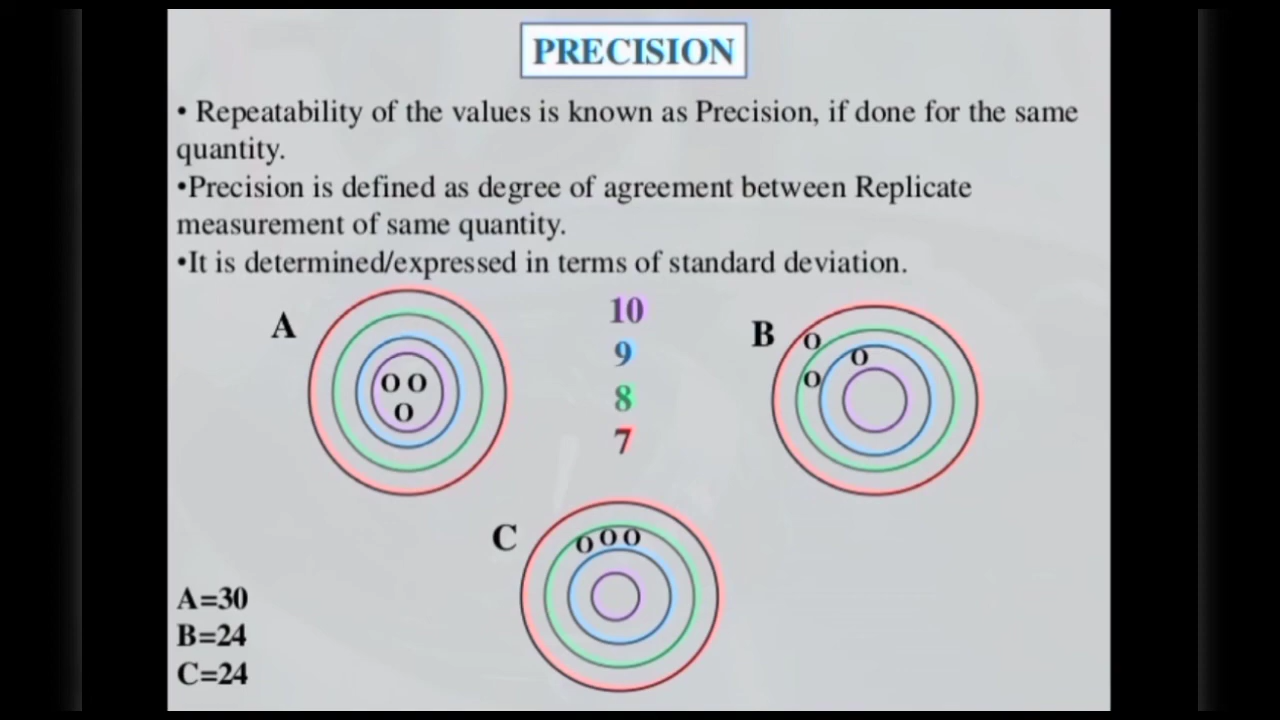 PRECISION
• Repeatability of the values is known as Precision, if done for the same
quantity.
•Precision is defined as degree of agreement between Replicate
measurement of same quantity.
•It is determined/expressed in terms of standard deviation.
A
10
B
9
8
7
O O
O
O
O
O
C
O O O
A=30
B=24
C=24